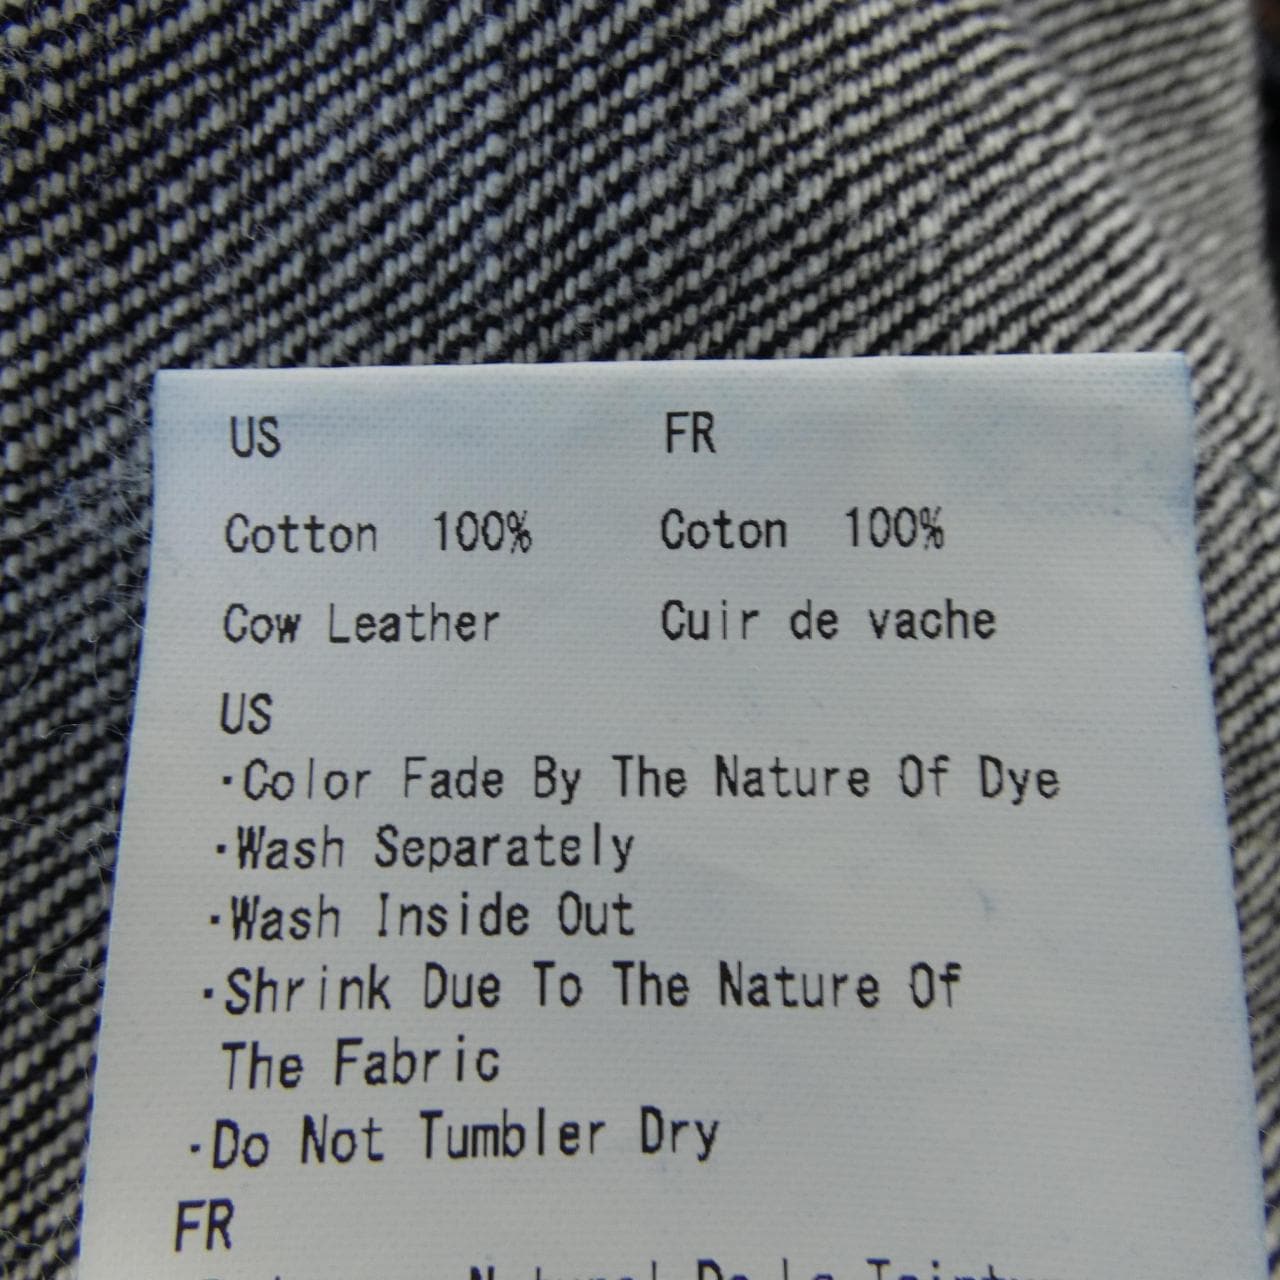 US FR
Cotton 100% Coton 100%
Cow Leather Cuir de vache
US
·Color Fade By The Nature Of Dye
·Wash Separately
·Wash Inside Out
·Shrink Due To The Nature Of
The Fabric
·Do Not Tumbler Dry
FR